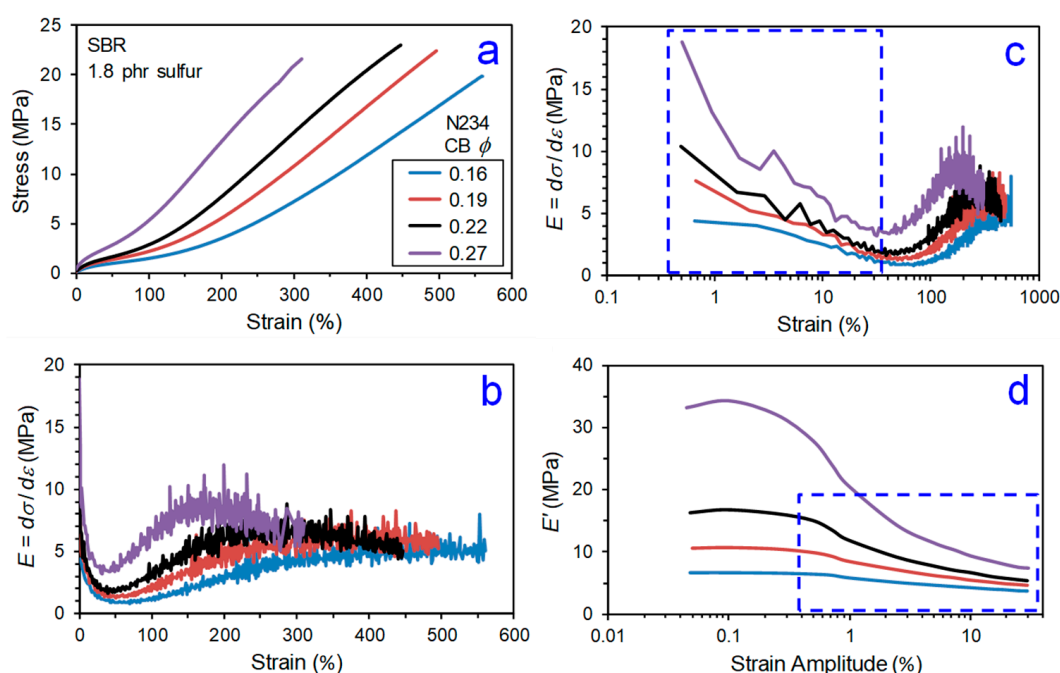 a
SBR
1.8 phr sulfur
N234
CB ϕ
0.16
0.19
0.22
0.27
25
20
15
10
5
0
0 100 200 300 400 500 600
Stress (MPa)
Strain (%)
c
20
15
10
5
0
0.1 1 10 100 1000
E = dσ/dε (MPa)
Strain (%)
b
20
15
10
5
0
0 100 200 300 400 500 600
E = dσ/dε (MPa)
Strain (%)
d
40
30
20
10
0
0.01 0.1 1 10
E' (MPa)
Strain Amplitude (%)